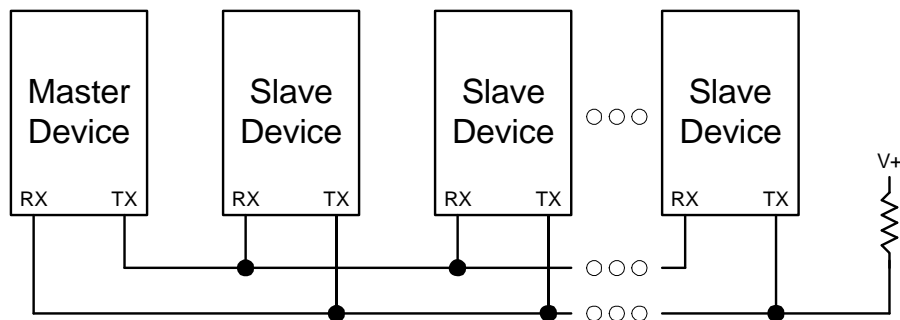 Master
Device
Slave
Device
Slave
Device
Slave
Device
V+
RX TX
RX TX
RX TX
RX TX